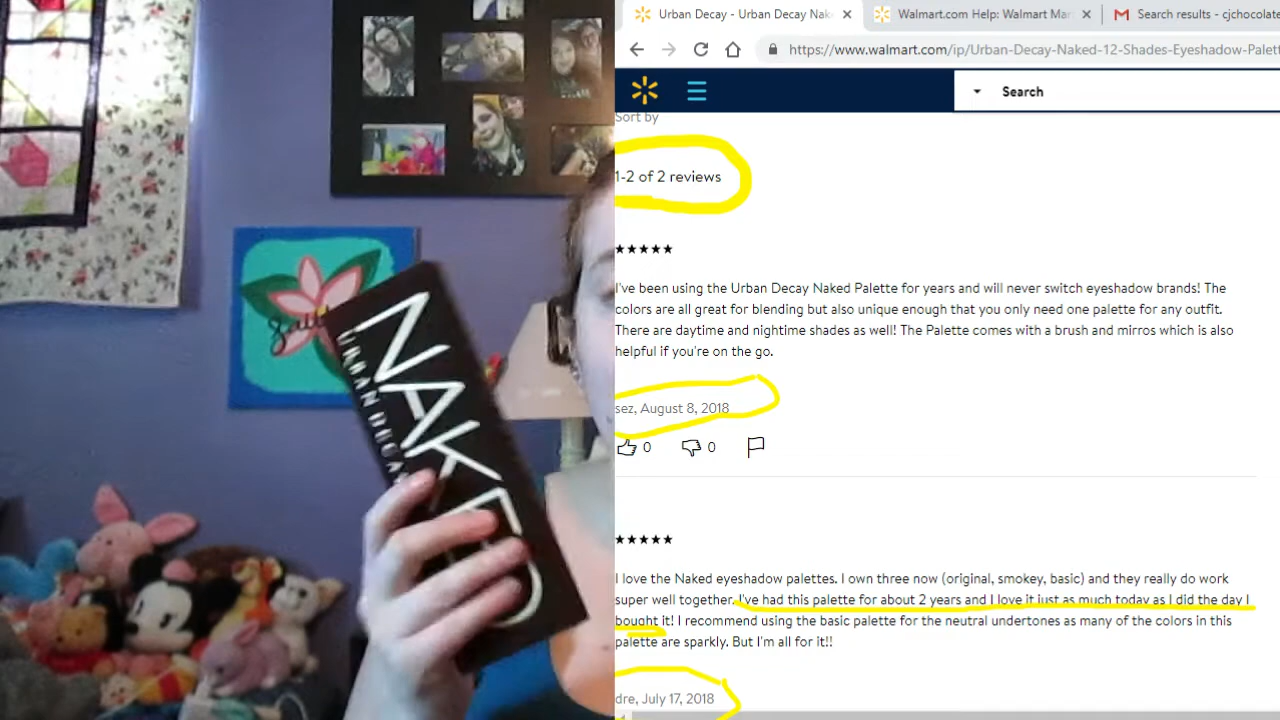 NAKED
URBAN DECAY
Urban Decay - Urban Decay Nak
Walmart.com Help: Walmart Mar
Search results - cjchocolate
https://www.walmart.com/ip/Urban-Decay-Naked-12-Shades-Eyeshadow-Palet
Search
Sort by
1-2 of 2 reviews
★★★★★
I've been using the Urban Decay Naked Palette for years and will never switch eyeshadow brands! The
colors are all great for blending but also unique enough that you only need one palette for any outfit.
There are daytime and nightime shades as well! The Palette comes with a brush and mirros which is also
helpful if you're on the go.
sez, August 8, 2018
0 0
★★★★★
I love the Naked eyeshadow palettes. I own three now (original, smokey, basic) and they really do work
super well together. I've had this palette for about 2 years and I love it just as much today as I did the day I
bought it! I recommend using the basic palette for the neutral undertones as many of the colors in this
palette are sparkly. But I'm all for it!!
dre, July 17, 2018